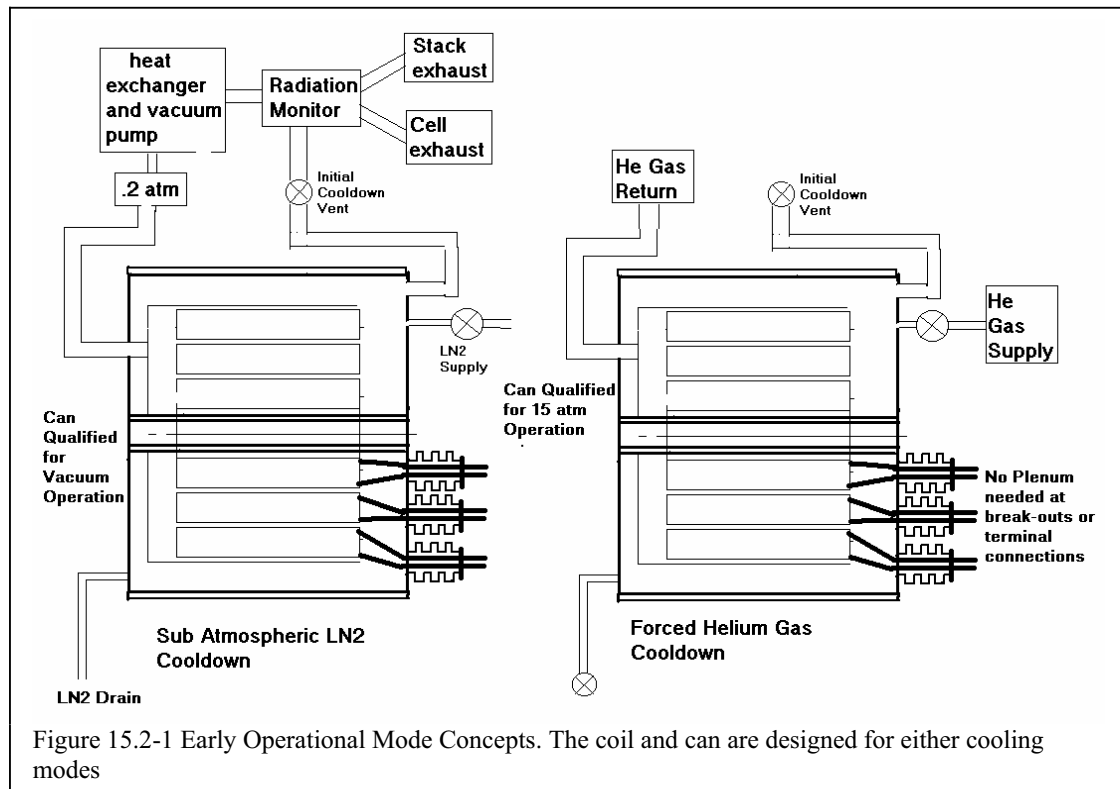 heat
exchanger
and vacuum
pump
Radiation
Monitor
Stack
exhaust
Cell
exhaust
.2 atm
Initial
Cooldown
Vent
LN2
Supply
Can
Qualified
for
Vacuum
Operation
LN2 Drain
Sub Atmospheric LN2
Cooldown
He Gas
Return
Initial
Cooldown
Vent
He
Gas
Supply
Can Qualified
for 15 atm
Operation
No Plenum
needed at
break-outs or
terminal
connections
Forced Helium Gas
Cooldown
Figure 15.2-1 Early Operational Mode Concepts. The coil and can are designed for either cooling
modes